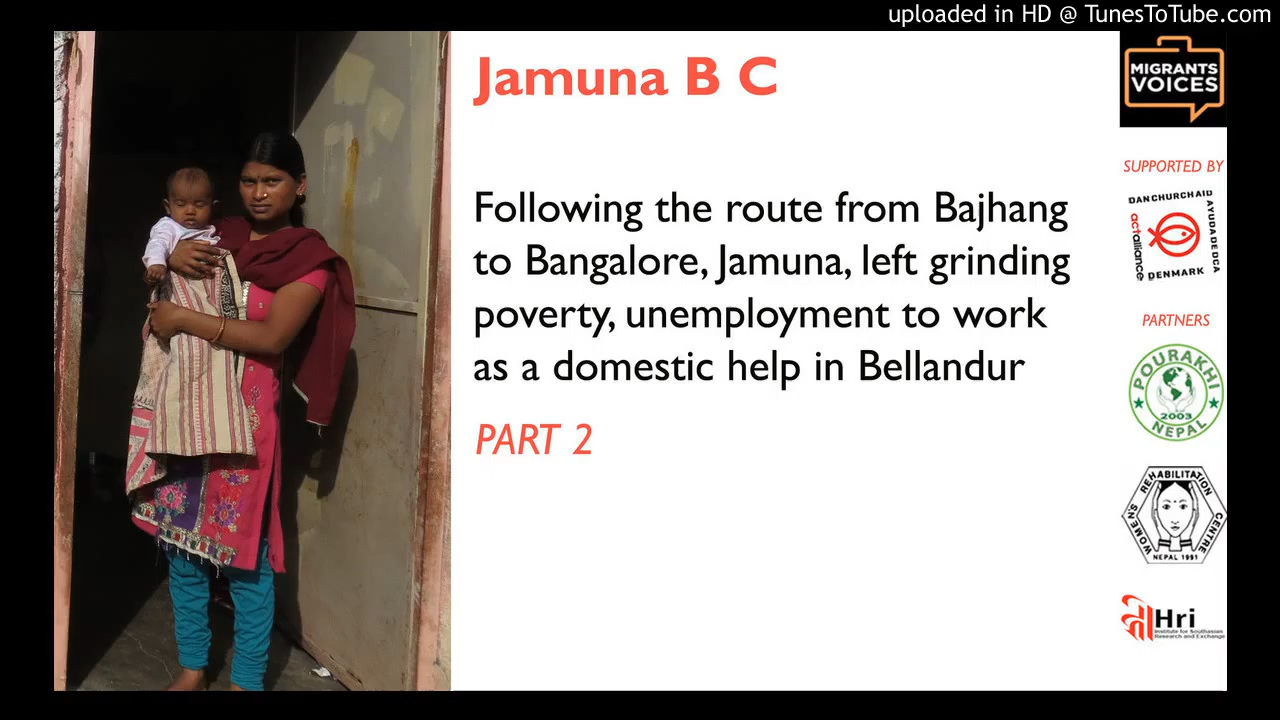 uploaded in HD @ TunesToTube.com
Jamuna B C
Following the route from Bajhang
to Bangalore, Jamuna, left grinding
poverty, unemployment to work
as a domestic help in Bellandur
PART 2
MIGRANTS
VOICES
SUPPORTED BY
DANCHURCHAID
AYUDA DE DCA
DENMARK
actalliance
PARTNERS
POURAKHI
2003
NEPAL
WOMEN'S REHABILITATION CENTRE
NEPAL 1991
Hri
Institute for Southasian
Research and Exchange